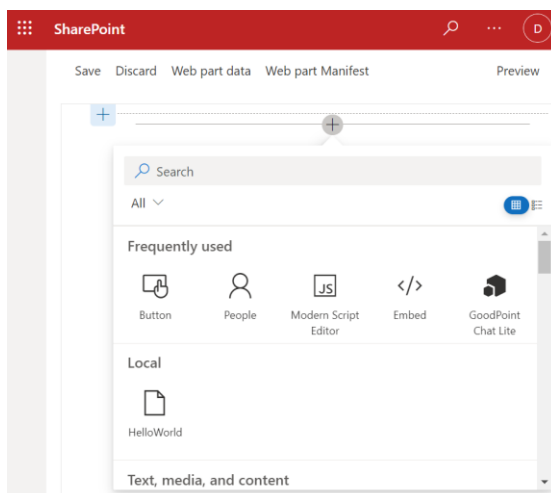 SharePoint
D
Save Discard Web part data Web part Manifest Preview
Search
All
Frequently used
Button People Modern Script Editor Embed GoodPoint Chat Lite
JS
Local
HelloWorld
Text, media, and content